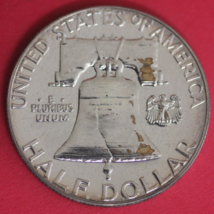 UNITED STATES OF AMERICA
E
PLURIBUS
UNUM
HALF DOLLAR